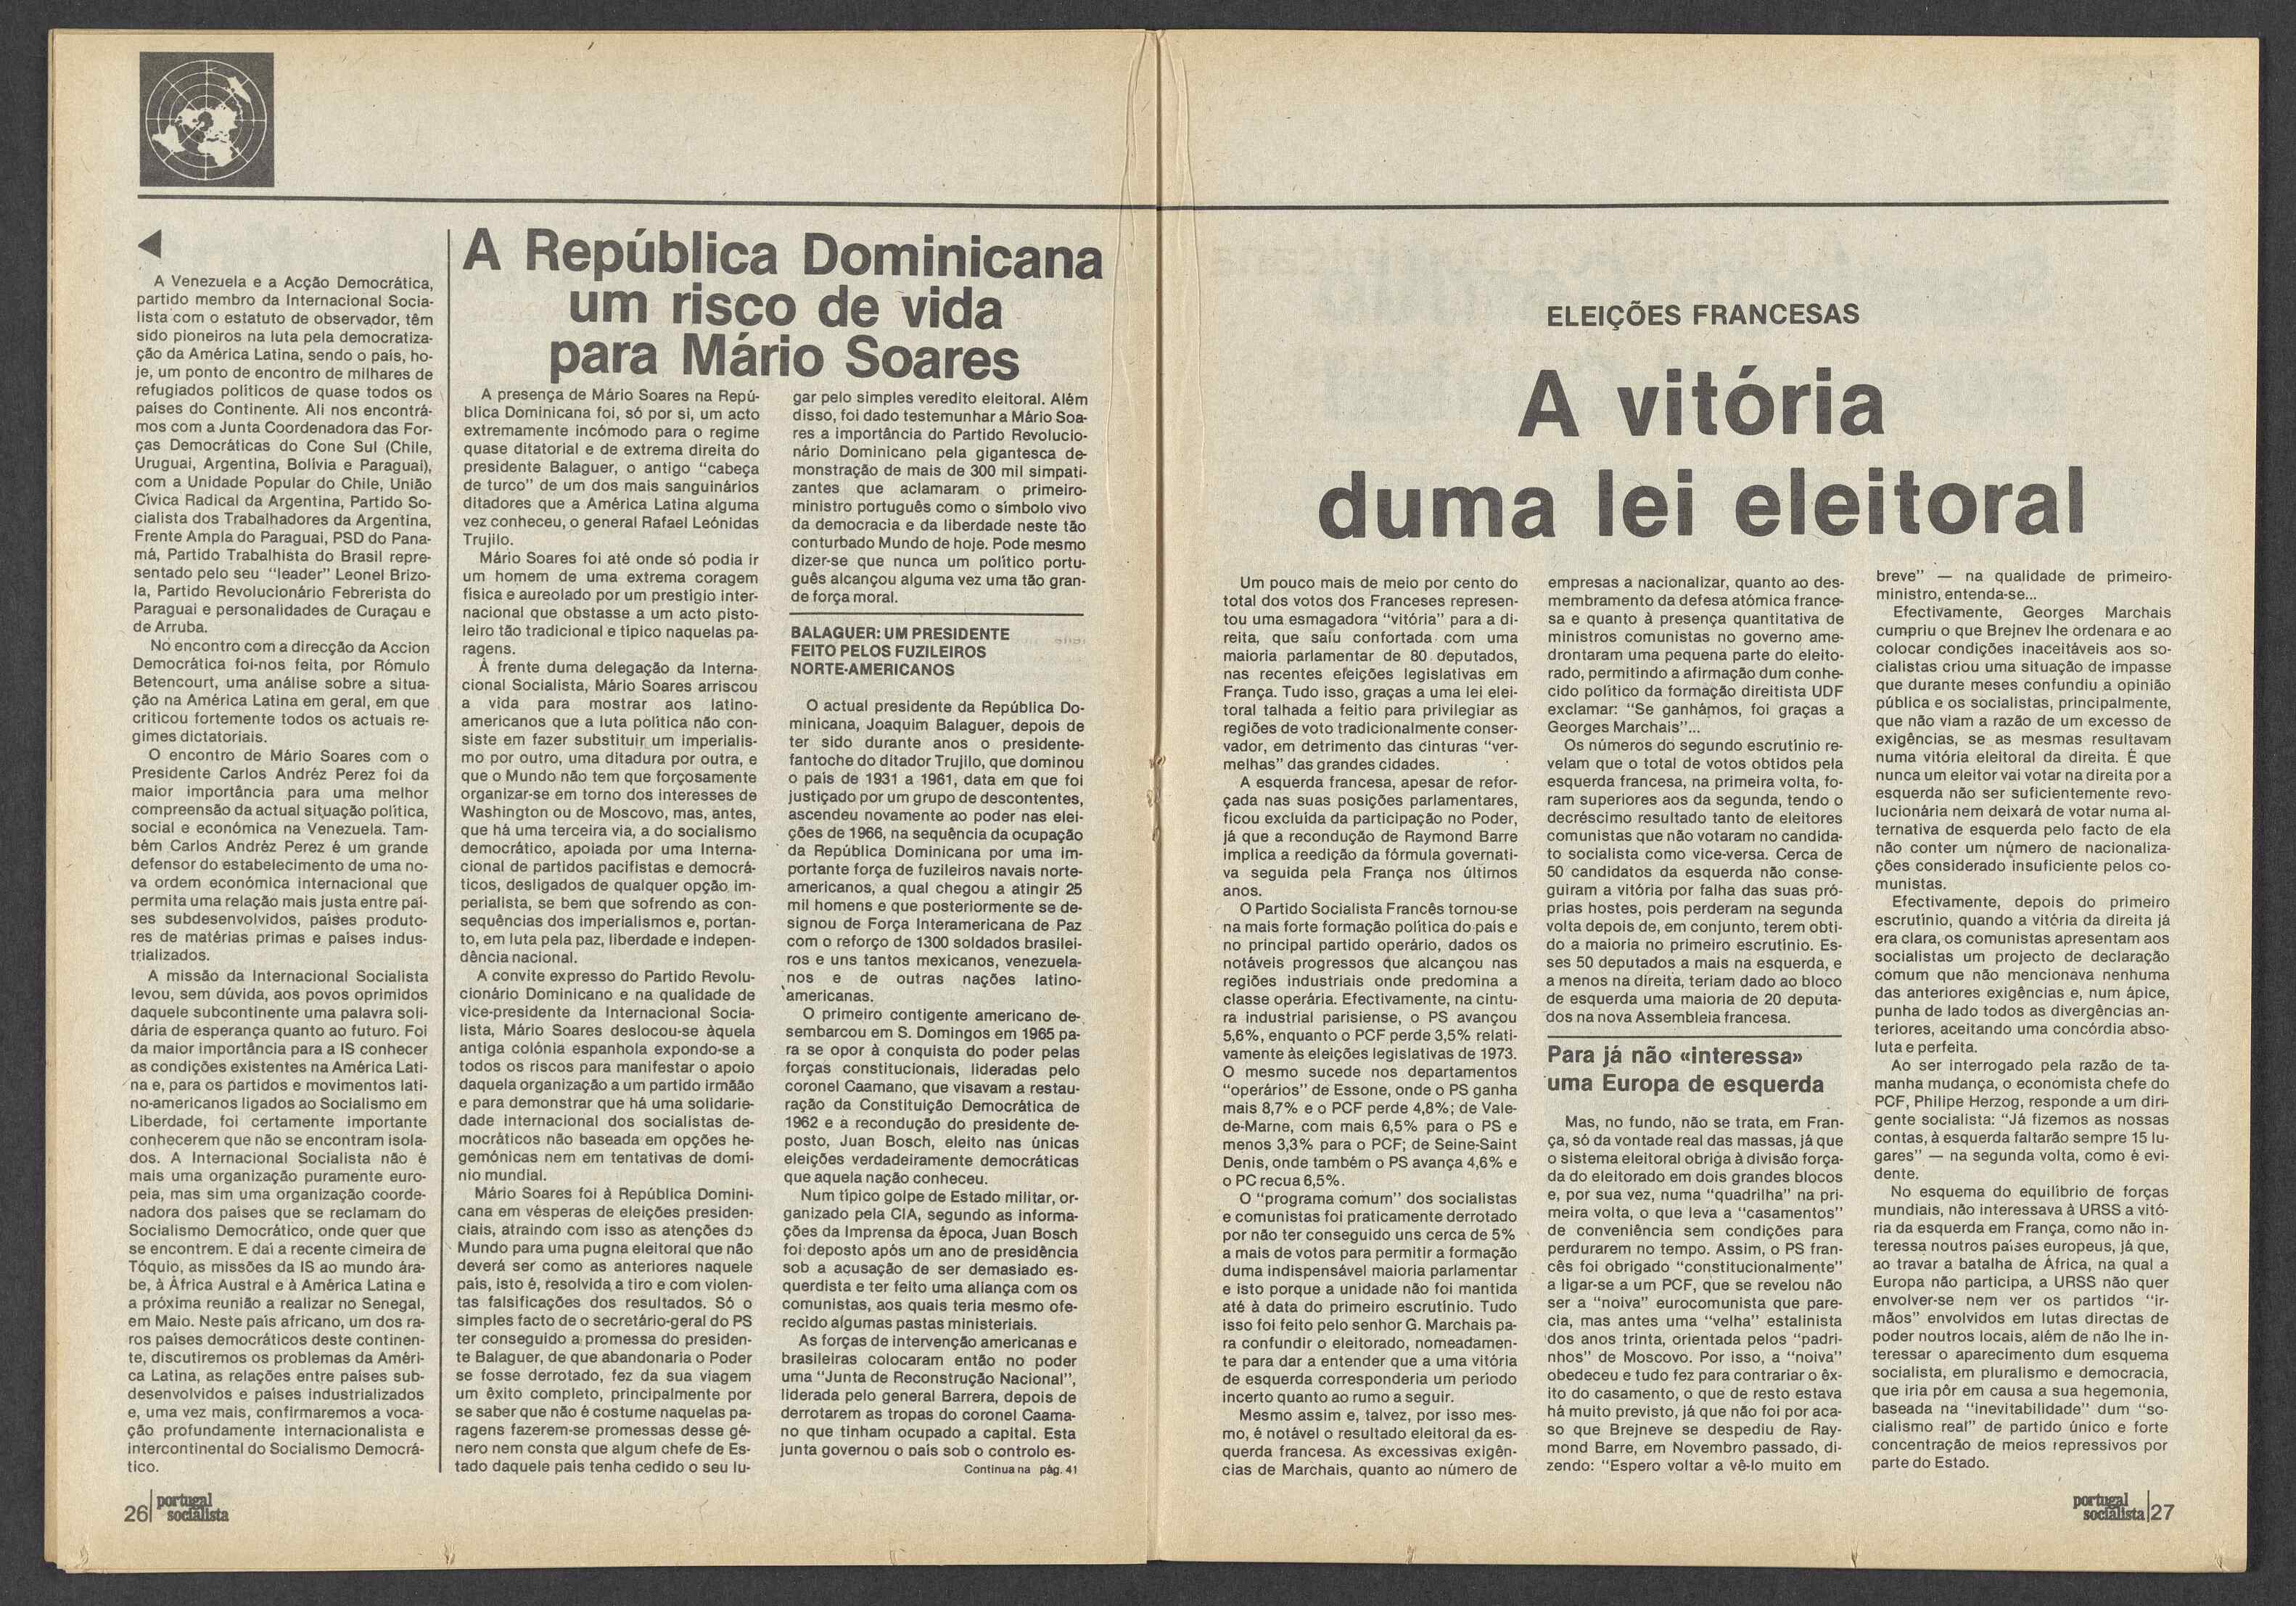 A Venezuela e a Acção Democrática,
partido membro da Internacional Socia-
lista com o estatuto de observador, têm
sido pioneiros na luta pela democratiza-
ção da América Latina, sendo o país, ho-
je, um ponto de encontro de milhares de
refugiados políticos de quase todos os
países do Continente. Ali nos encontrá-
mos com a Junta Coordenadora das For-
ças Democráticas do Cone Sul (Chile,
Uruguai, Argentina, Bolívia e Paraguai),
com a Unidade Popular do Chile, União
Cívica Radical da Argentina, Partido So-
cialista dos Trabalhadores da Argentina,
Frente Ampla do Paraguai, PSD do Pana-
má, Partido Trabalhista do Brasil repre-
sentado pelo seu "leader" Leonel Brizo-
la, Partido Revolucionário Febrerista do
Paraguai e personalidades de Curaçau e
de Arruba.
No encontro com a direcção da Accion
Democrática foi-nos feita, por Rómulo
Betencourt, uma análise sobre a situa-
ção na América Latina em geral, em que
criticou fortemente todos os actuais re-
gimes dictatoriais.
O encontro de Mário Soares com o
Presidente Carlos Andréz Perez foi da
maior importância para uma melhor
compreensão da actual situação política,
social e económica na Venezuela. Tam-
bém Carlos Andréz Perez é um grande
defensor do estabelecimento de uma no-
va ordem económica internacional que
permita uma relação mais justa entre paí-
ses subdesenvolvidos, países produto-
res de matérias primas e países indus-
trializados.
A missão da Internacional Socialista
levou, sem dúvida, aos povos oprimidos
daquele subcontinente uma palavra soli-
dária de esperança quanto ao futuro. Foi
da maior importância para a IS conhecer
as condições existentes na América Lati-
na e, para os partidos e movimentos lati-
no-americanos ligados ao Socialismo em
Liberdade, foi certamente importante
conhecerem que não se encontram isola-
dos. A Internacional Socialista não é
mais uma organização puramente euro-
peia, mas sim uma organização coorde-
nadora dos países que se reclamam do
Socialismo Democrático, onde quer que
se encontrem. E daí a recente cimeira de
Tóquio, as missões da IS ao mundo ára-
be, à África Austral e à América Latina e
a próxima reunião a realizar no Senegal,
em Maio. Neste país africano, um dos ra-
ros países democráticos deste continen-
te, discutiremos os problemas da Améri-
ca Latina, as relações entre países sub-
desenvolvidos e países industrializados
e, uma vez mais, confirmaremos a voca-
ção profundamente internacionalista e
intercontinental do Socialismo Democrá-
tico.
A República Dominicana
um risco de vida
para Mário Soares
A presença de Mário Soares na Repú-
blica Dominicana foi, só por si, um acto
extremamente incómodo para o regime
quase ditatorial e de extrema direita do
presidente Balaguer, o antigo "cabeça
de turco" de um dos mais sanguinários
ditadores que a América Latina alguma
vez conheceu, o general Rafael Leónidas
Trujilo.
Mário Soares foi até onde só podia ir
um homem de uma extrema coragem
física e aureolado por um prestígio inter-
nacional que obstasse a um acto pisto-
leiro tão tradicional e típico naquelas pa-
ragens.
À frente duma delegação da Interna-
cional Socialista, Mário Soares arriscou
a vida para mostrar aos latino-
americanos que a luta política não con-
siste em fazer substituir um imperialis-
mo por outro, uma ditadura por outra, e
que o Mundo não tem que forçosamente
organizar-se em torno dos interesses de
Washington ou de Moscovo, mas, antes,
que há uma terceira via, a do socialismo
democrático, apoiada por uma Interna-
cional de partidos pacifistas e democrá-
ticos, desligados de qualquer opção im-
perialista, se bem que sofrendo as con-
sequências dos imperialismos e, portan-
to, em luta pela paz, liberdade e indepen-
dência nacional.
A convite expresso do Partido Revolu-
cionário Dominicano e na qualidade de
vice-presidente da Internacional Socia-
lista, Mário Soares deslocou-se àquela
antiga colónia espanhola expondo-se a
todos os riscos para manifestar o apoio
daquela organização a um partido irmãão
e para demonstrar que há uma solidarie-
dade internacional dos socialistas de-
mocráticos não baseada em opções he-
gemónicas nem em tentativas de domí-
nio mundial.
Mário Soares foi à República Domini-
cana em vésperas de eleições presiden-
ciais, atraindo com isso as atenções do
Mundo para uma pugna eleitoral que não
deverá ser como as anteriores naquele
país, isto é, resolvida a tiro e com violen-
tas falsificações dos resultados. Só o
simples facto de o secretário-geral do PS
ter conseguido a promessa do presiden-
te Balaguer, de que abandonaria o Poder
se fosse derrotado, fez da sua viagem
um êxito completo, principalmente por
se saber que não é costume naquelas pa-
ragens fazerem-se promessas desse gé-
nero nem consta que algum chefe de Es-
tado daquele país tenha cedido o seu lu-
gar pelo simples veredito eleitoral. Além
disso, foi dado testemunhar a Mário Soa-
res a importância do Partido Revolucio-
nário Dominicano pela gigantesca de-
monstração de mais de 300 mil simpati-
zantes que aclamaram o primeiro-
ministro português como o símbolo vivo
da democracia e da liberdade neste tão
conturbado Mundo de hoje. Pode mesmo
dizer-se que nunca um político portu-
guês alcançou alguma vez uma tão gran-
de força moral.
BALAGUER: UM PRESIDENTE
FEITO PELOS FUZILEIROS
NORTE-AMERICANOS
O actual presidente da República Do-
minicana, Joaquim Balaguer, depois de
ter sido durante anos o presidente-
fantoche do ditador Trujilo, que dominou
o país de 1931 a 1961, data em que foi
justiçado por um grupo de descontentes,
ascendeu novamente ao poder nas elei-
ções de 1966, na sequência da ocupação
da República Dominicana por uma im-
portante força de fuzileiros navais norte-
americanos, a qual chegou a atingir 25
mil homens e que posteriormente se de-
signou de Força Interamericana de Paz
com o reforço de 1300 soldados brasilei-
ros e uns tantos mexicanos, venezuela-
nos e de outras nações latino-
americanas.
O primeiro contigente americano de-
sembarcou em S. Domingos em 1965 pa-
ra se opor à conquista do poder pelas
forças constitucionais, lideradas pelo
coronel Caamano, que visavam a restau-
ração da Constituição Democrática de
1962 e a recondução do presidente de-
posto, Juan Bosch, eleito nas únicas
eleições verdadeiramente democráticas
que aquela nação conheceu.
Num típico golpe de Estado militar, or-
ganizado pela CIA, segundo as informa-
ções da Imprensa da época, Juan Bosch
foi deposto após um ano de presidência
sob a acusação de ser demasiado es-
querdista e ter feito uma aliança com os
comunistas, aos quais teria mesmo ofe-
recido algumas pastas ministeriais.
As forças de intervenção americanas e
brasileiras colocaram então no poder
uma "Junta de Reconstrução Nacional",
liderada pelo general Barrera, depois de
derrotarem as tropas do coronel Caama-
no que tinham ocupado a capital. Esta
junta governou o país sob o controlo es-
Continua na pág. 41
26 portugal
socialista
ELEIÇÕES FRANCESAS
A vitória
duma lei eleitoral
Um pouco mais de meio por cento do
total dos votos dos Franceses represen-
tou uma esmagadora "vitória" para a di-
reita, que saíu confortada com uma
maioria parlamentar de 80 deputados,
nas recentes eleições legislativas em
França. Tudo isso, graças a uma lei elei-
toral talhada a feitio para privilegiar as
regiões de voto tradicionalmente conser-
vador, em detrimento das cinturas "ver-
melhas" das grandes cidades.
A esquerda francesa, apesar de refor-
çada nas suas posições parlamentares,
ficou excluída da participação no Poder,
já que a recondução de Raymond Barre
implica a reedição da fórmula governati-
va seguida pela França nos últimos
anos.
O Partido Socialista Francês tornou-se
na mais forte formação política do país e
no principal partido operário, dados os
notáveis progressos que alcançou nas
regiões industriais onde predomina a
classe operária. Efectivamente, na cintu-
ra industrial parisiense, o PS avançou
5,6%, enquanto o PCF perde 3,5% relati-
vamente às eleições legislativas de 1973.
O mesmo sucede nos departamentos
"operários" de Essone, onde o PS ganha
mais 8,7% e o PCF perde 4,8%; de Vale-
de-Marne, com mais 6,5% para o PS e
menos 3,3% para o PCF; de Seine-Saint
Denis, onde também o PS avança 4,6% e
o PC recua 6,5%.
O "programa comum" dos socialistas
e comunistas foi praticamente derrotado
por não ter conseguido uns cerca de 5%
a mais de votos para permitir a formação
duma indispensável maioria parlamentar
e isto porque a unidade não foi mantida
até à data do primeiro escrutínio. Tudo
isso foi feito pelo senhor G. Marchais pa-
ra confundir o eleitorado, nomeadamen-
te para dar a entender que a uma vitória
de esquerda corresponderia um período
incerto quanto ao rumo a seguir.
Mesmo assim e, talvez, por isso mes-
mo, é notável o resultado eleitoral da es-
querda francesa. As excessivas exigên-
cias de Marchais, quanto ao número de
empresas a nacionalizar, quanto ao des-
membramento da defesa atómica france-
sa e quanto à presença quantitativa de
ministros comunistas no governo ame-
drontaram uma pequena parte do eleito-
rado, permitindo a afirmação dum conhe-
cido político da formação direitista UDF
exclamar: "Se ganhámos, foi graças a
Georges Marchais"...
Os números do segundo escrutínio re-
velam que o total de votos obtidos pela
esquerda francesa, na primeira volta, fo-
ram superiores aos da segunda, tendo o
decréscimo resultado tanto de eleitores
comunistas que não votaram no candida-
to socialista como vice-versa. Cerca de
50 candidatos da esquerda não conse-
guiram a vitória por falha das suas pró-
prias hostes, pois perderam na segunda
volta depois de, em conjunto, terem obti-
do a maioria no primeiro escrutínio. Es-
ses 50 deputados a mais na esquerda, e
a menos na direita, teriam dado ao bloco
de esquerda uma maioria de 20 deputa-
dos na nova Assembleia francesa.
Para já não «interessa»
uma Europa de esquerda
Mas, no fundo, não se trata, em Fran-
ça, só da vontade real das massas, já que
o sistema eleitoral obriga à divisão força-
da do eleitorado em dois grandes blocos
e, por sua vez, numa "quadrilha" na pri-
meira volta, o que leva a "casamentos"
de conveniência sem condições para
perdurarem no tempo. Assim, o PS fran-
cês foi obrigado "constitucionalmente"
a ligar-se a um PCF, que se revelou não
ser a "noiva" eurocomunista que pare-
cia, mas antes uma "velha" estalinista
dos anos trinta, orientada pelos "padri-
nhos" de Moscovo. Por isso, a "noiva"
obedeceu e tudo fez para contrariar o êx-
ito do casamento, o que de resto estava
há muito previsto, já que não foi por aca-
so que Brejneve se despediu de Ray-
mond Barre, em Novembro passado, di-
zendo: "Espero voltar a vê-lo muito em
breve" — na qualidade de primeiro-
ministro, entenda-se...
Efectivamente, Georges Marchais
cumpriu o que Brejnev lhe ordenara e ao
colocar condições inaceitáveis aos so-
cialistas criou uma situação de impasse
que durante meses confundiu a opinião
pública e os socialistas, principalmente,
que não viam a razão de um excesso de
exigências, se as mesmas resultavam
numa vitória eleitoral da direita. É que
nunca um eleitor vai votar na direita por a
esquerda não ser suficientemente revo-
lucionária nem deixará de votar numa al-
ternativa de esquerda pelo facto de ela
não conter um número de nacionaliza-
ções considerado insuficiente pelos co-
munistas.
Efectivamente, depois do primeiro
escrutínio, quando a vitória da direita já
era clara, os comunistas apresentam aos
socialistas um projecto de declaração
comum que não mencionava nenhuma
das anteriores exigências e, num ápice,
punha de lado todos as divergências an-
teriores, aceitando uma concórdia abso-
luta e perfeita.
Ao ser interrogado pela razão de ta-
manha mudança, o economista chefe do
PCF, Philipe Herzog, responde a um diri-
gente socialista: "Já fizemos as nossas
contas, à esquerda faltarão sempre 15 lu-
gares" — na segunda volta, como é evi-
dente.
No esquema do equilíbrio de forças
mundiais, não interessava à URSS a vitó-
ria da esquerda em França, como não in-
teressa noutros países europeus, já que,
ao travar a batalha de África, na qual a
Europa não participa, a URSS não quer
envolver-se nem ver os partidos "ir-
mãos" envolvidos em lutas directas de
poder noutros locais, além de não lhe in-
teressar o aparecimento dum esquema
socialista, em pluralismo e democracia,
que iria pôr em causa a sua hegemonia,
baseada na "inevitabilidade" dum "so-
cialismo real" de partido único e forte
concentração de meios repressivos por
parte do Estado.
portugal
socialista 27